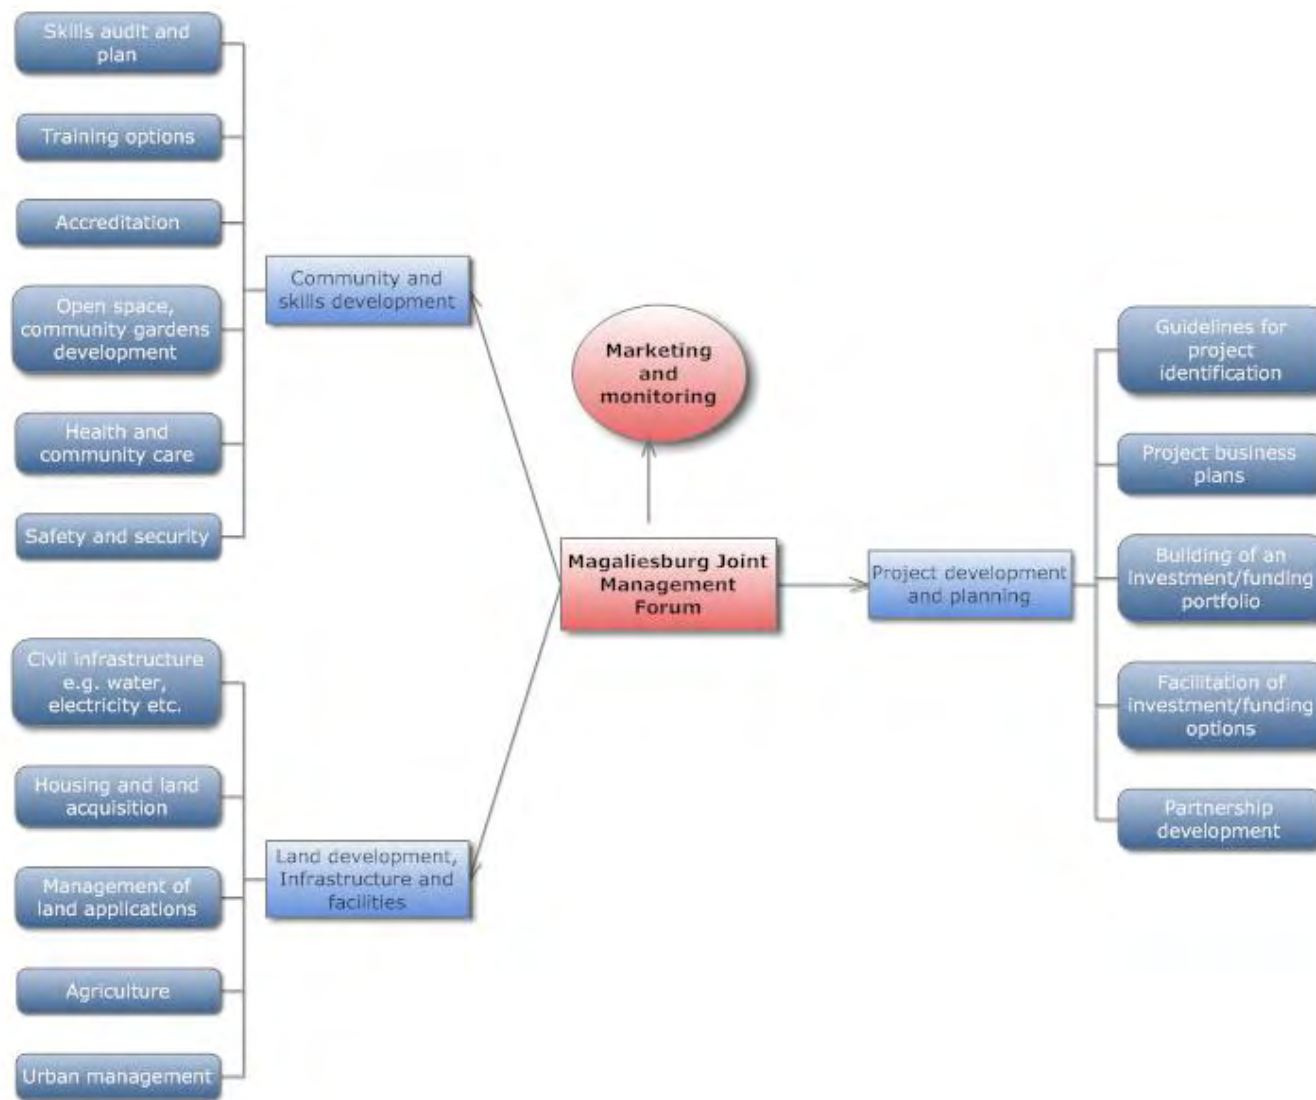 Skills audit and
plan
Training options
Accreditation
Open space,
community gardens
development
Health and
community care
Safety and security
Community and
skills development
Civil infrastructure
e.g. water,
electricity etc.
Housing and land
acquisition
Management of
land applications
Agriculture
Urban management
Land development,
Infrastructure and
facilities
Marketing
and
monitoring
Magaliesburg Joint
Management
Forum
Project development
and planning
Guidelines for
project
identification
Project business
plans
Building of an
investment/funding
portfolio
Facilitation of
investment/funding
options
Partnership
development